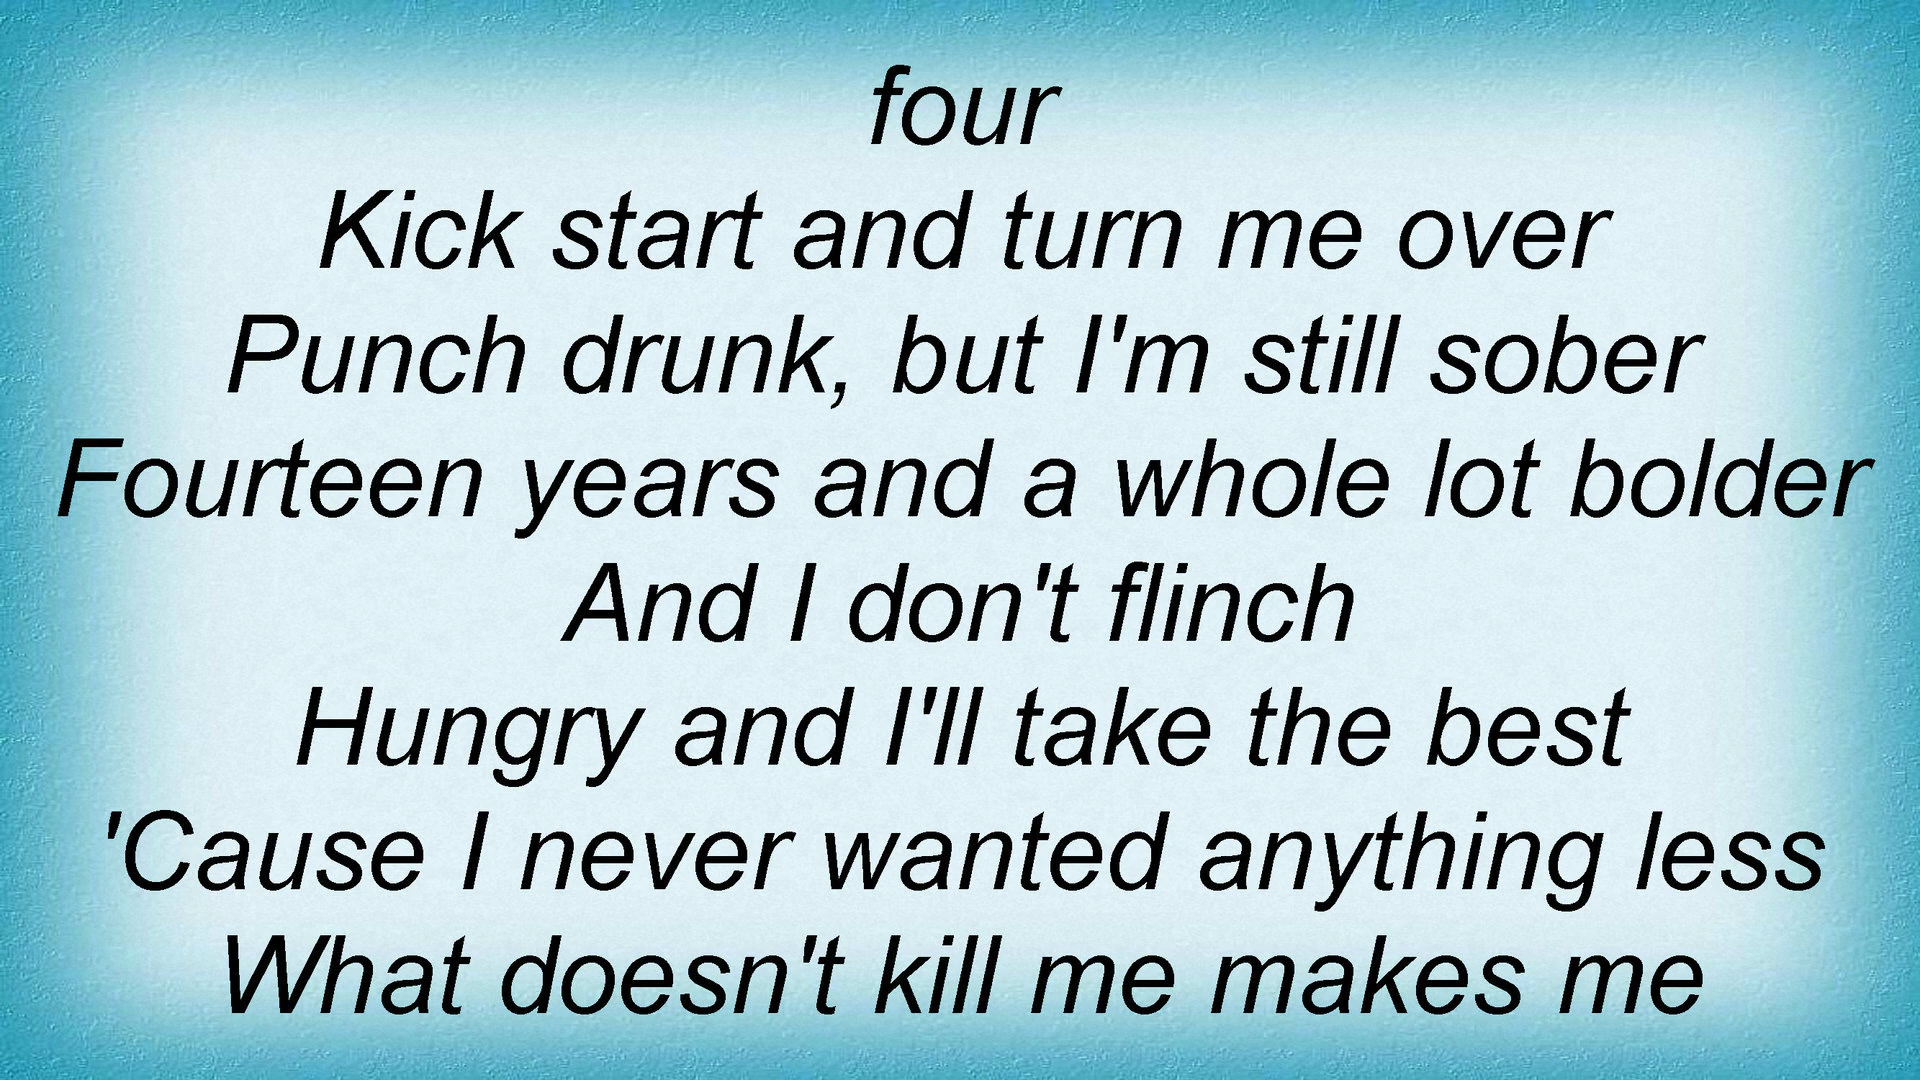 four
Kick start and turn me over
Punch drunk, but I'm still sober
Fourteen years and a whole lot bolder
And I don't flinch
Hungry and I'll take the best
'Cause I never wanted anything less
What doesn't kill me makes me